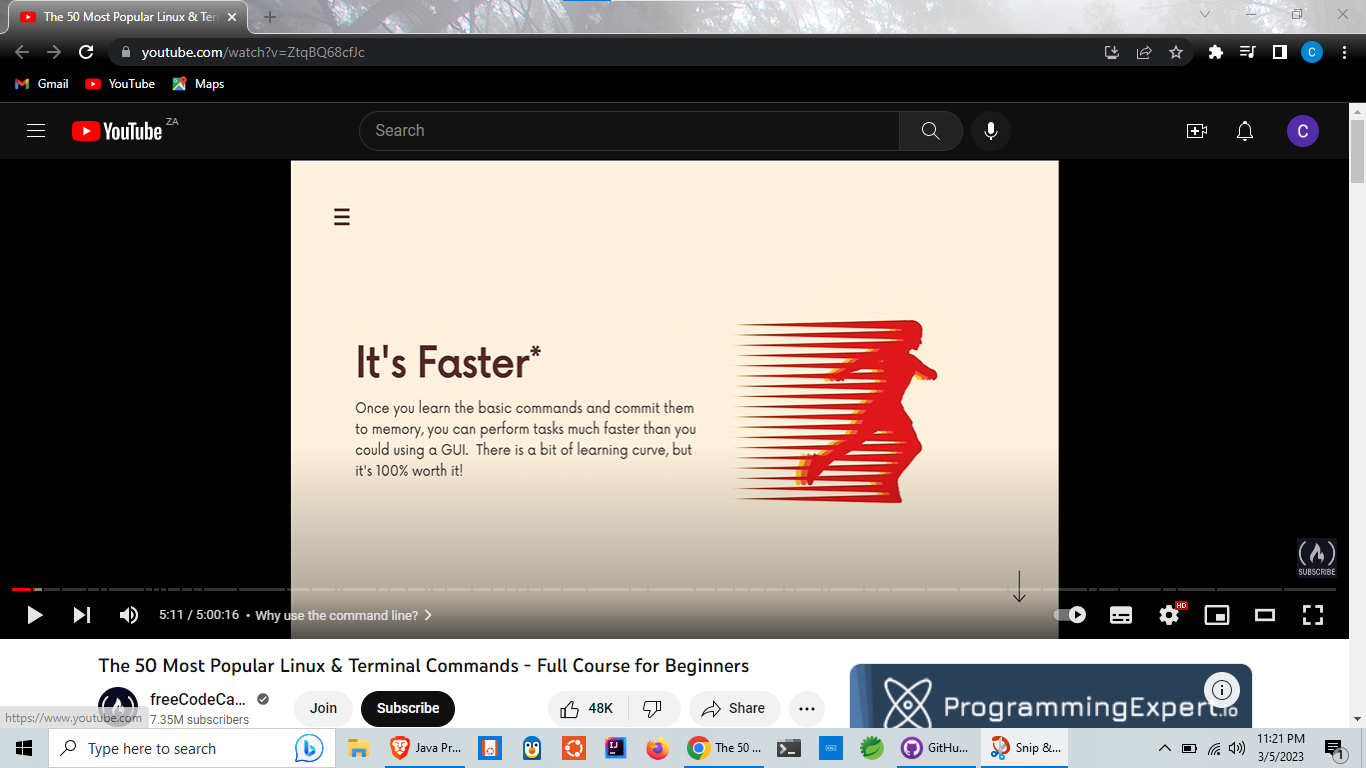 The 50 Most Popular Linux & Ter
youtube.com/watch?v=ZtqBQ68cfJc
C
Gmail
YouTube
Maps
YouTube
ZA
Search
C
It's Faster*
Once you learn the basic commands and commit them
to memory, you can perform tasks much faster than you
could using a GUI. There is a bit of learning curve, but
it's 100% worth it!
SUBSCRIBE
5:11 / 5:00:16 • Why use the command line?
HD
The 50 Most Popular Linux & Terminal Commands - Full Course for Beginners
freeCodeCa...
7.35M subscribers
Join
Subscribe
48K
Share
ProgrammingExpert.io
https://www.youtube.com
Type here to search
Java Pr...
The 50 ...
GitHu...
Snip &...
11:21 PM
3/5/2023
1